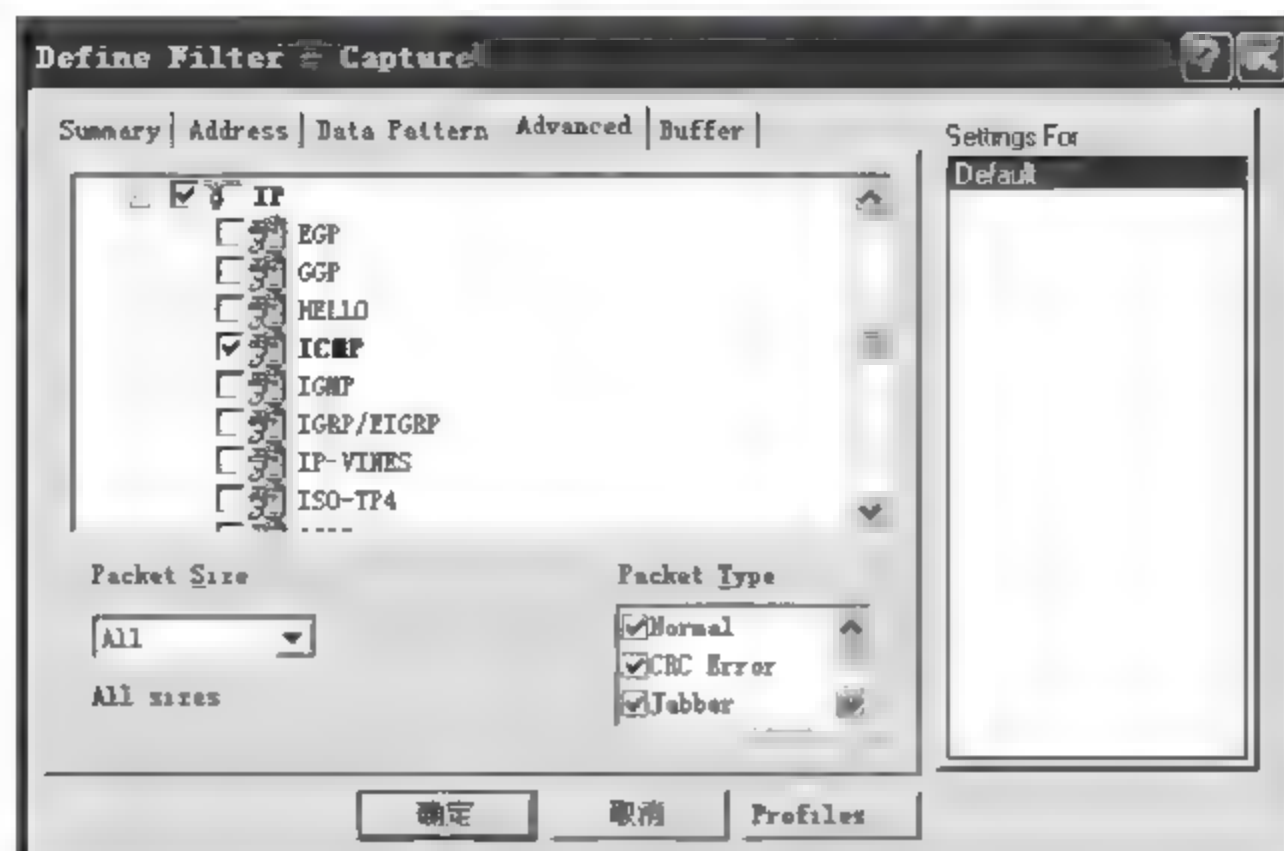 Define Filter - Capture
Summary Address Data Pattern Advanced Buffer
Settings For
Default
IP
EGP
GGP
HELLO
ICMP
IGMP
IGRP/EIGRP
IP-VINES
ISO-TP4
Packet Size
All
All sizes
Packet Type
Normal
CRC Error
Jabber
确定 取消 Profiles